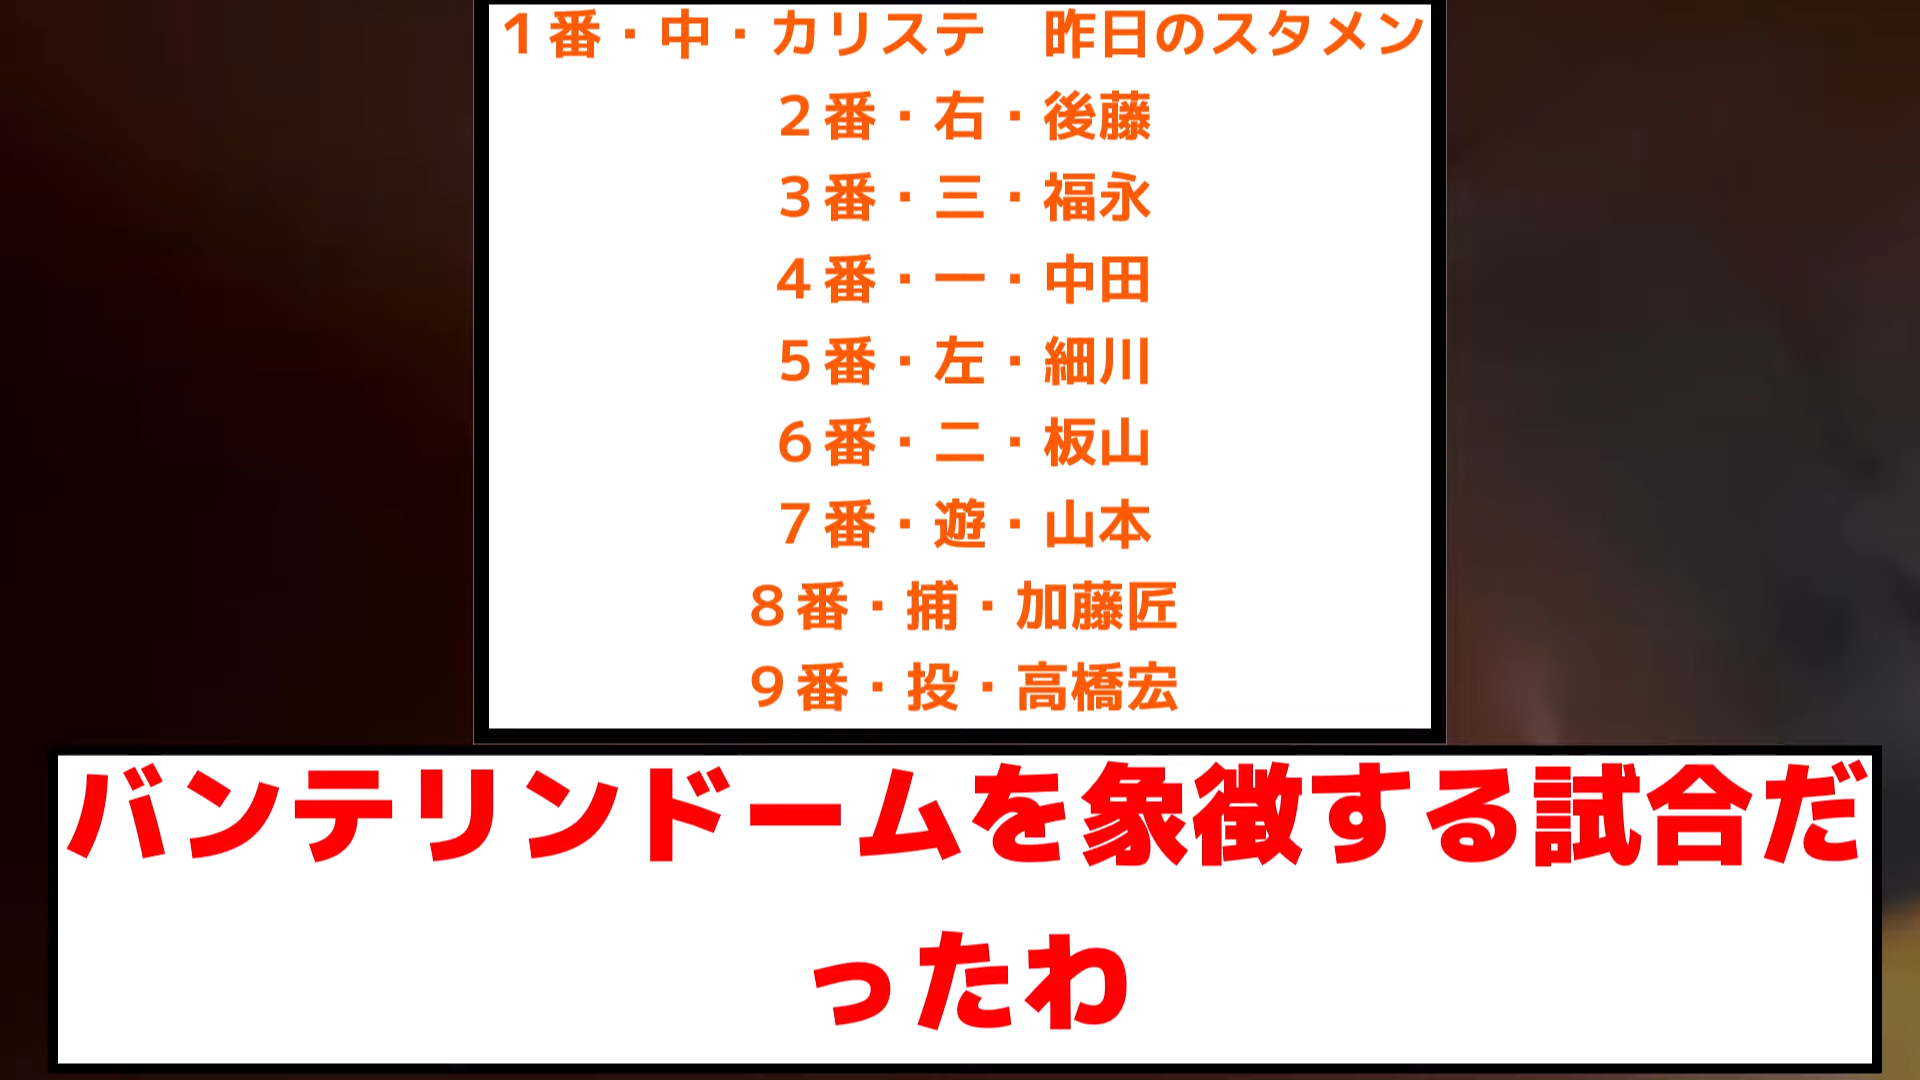 １番・中・カリステ　昨日のスタメン
２番・右・後藤
３番・三・福永
４番・一・中田
５番・左・細川
６番・二・板山
７番・遊・山本
８番・捕・加藤匠
９番・投・高橋宏
バンテリンドームを象徴する試合だ
ったわ